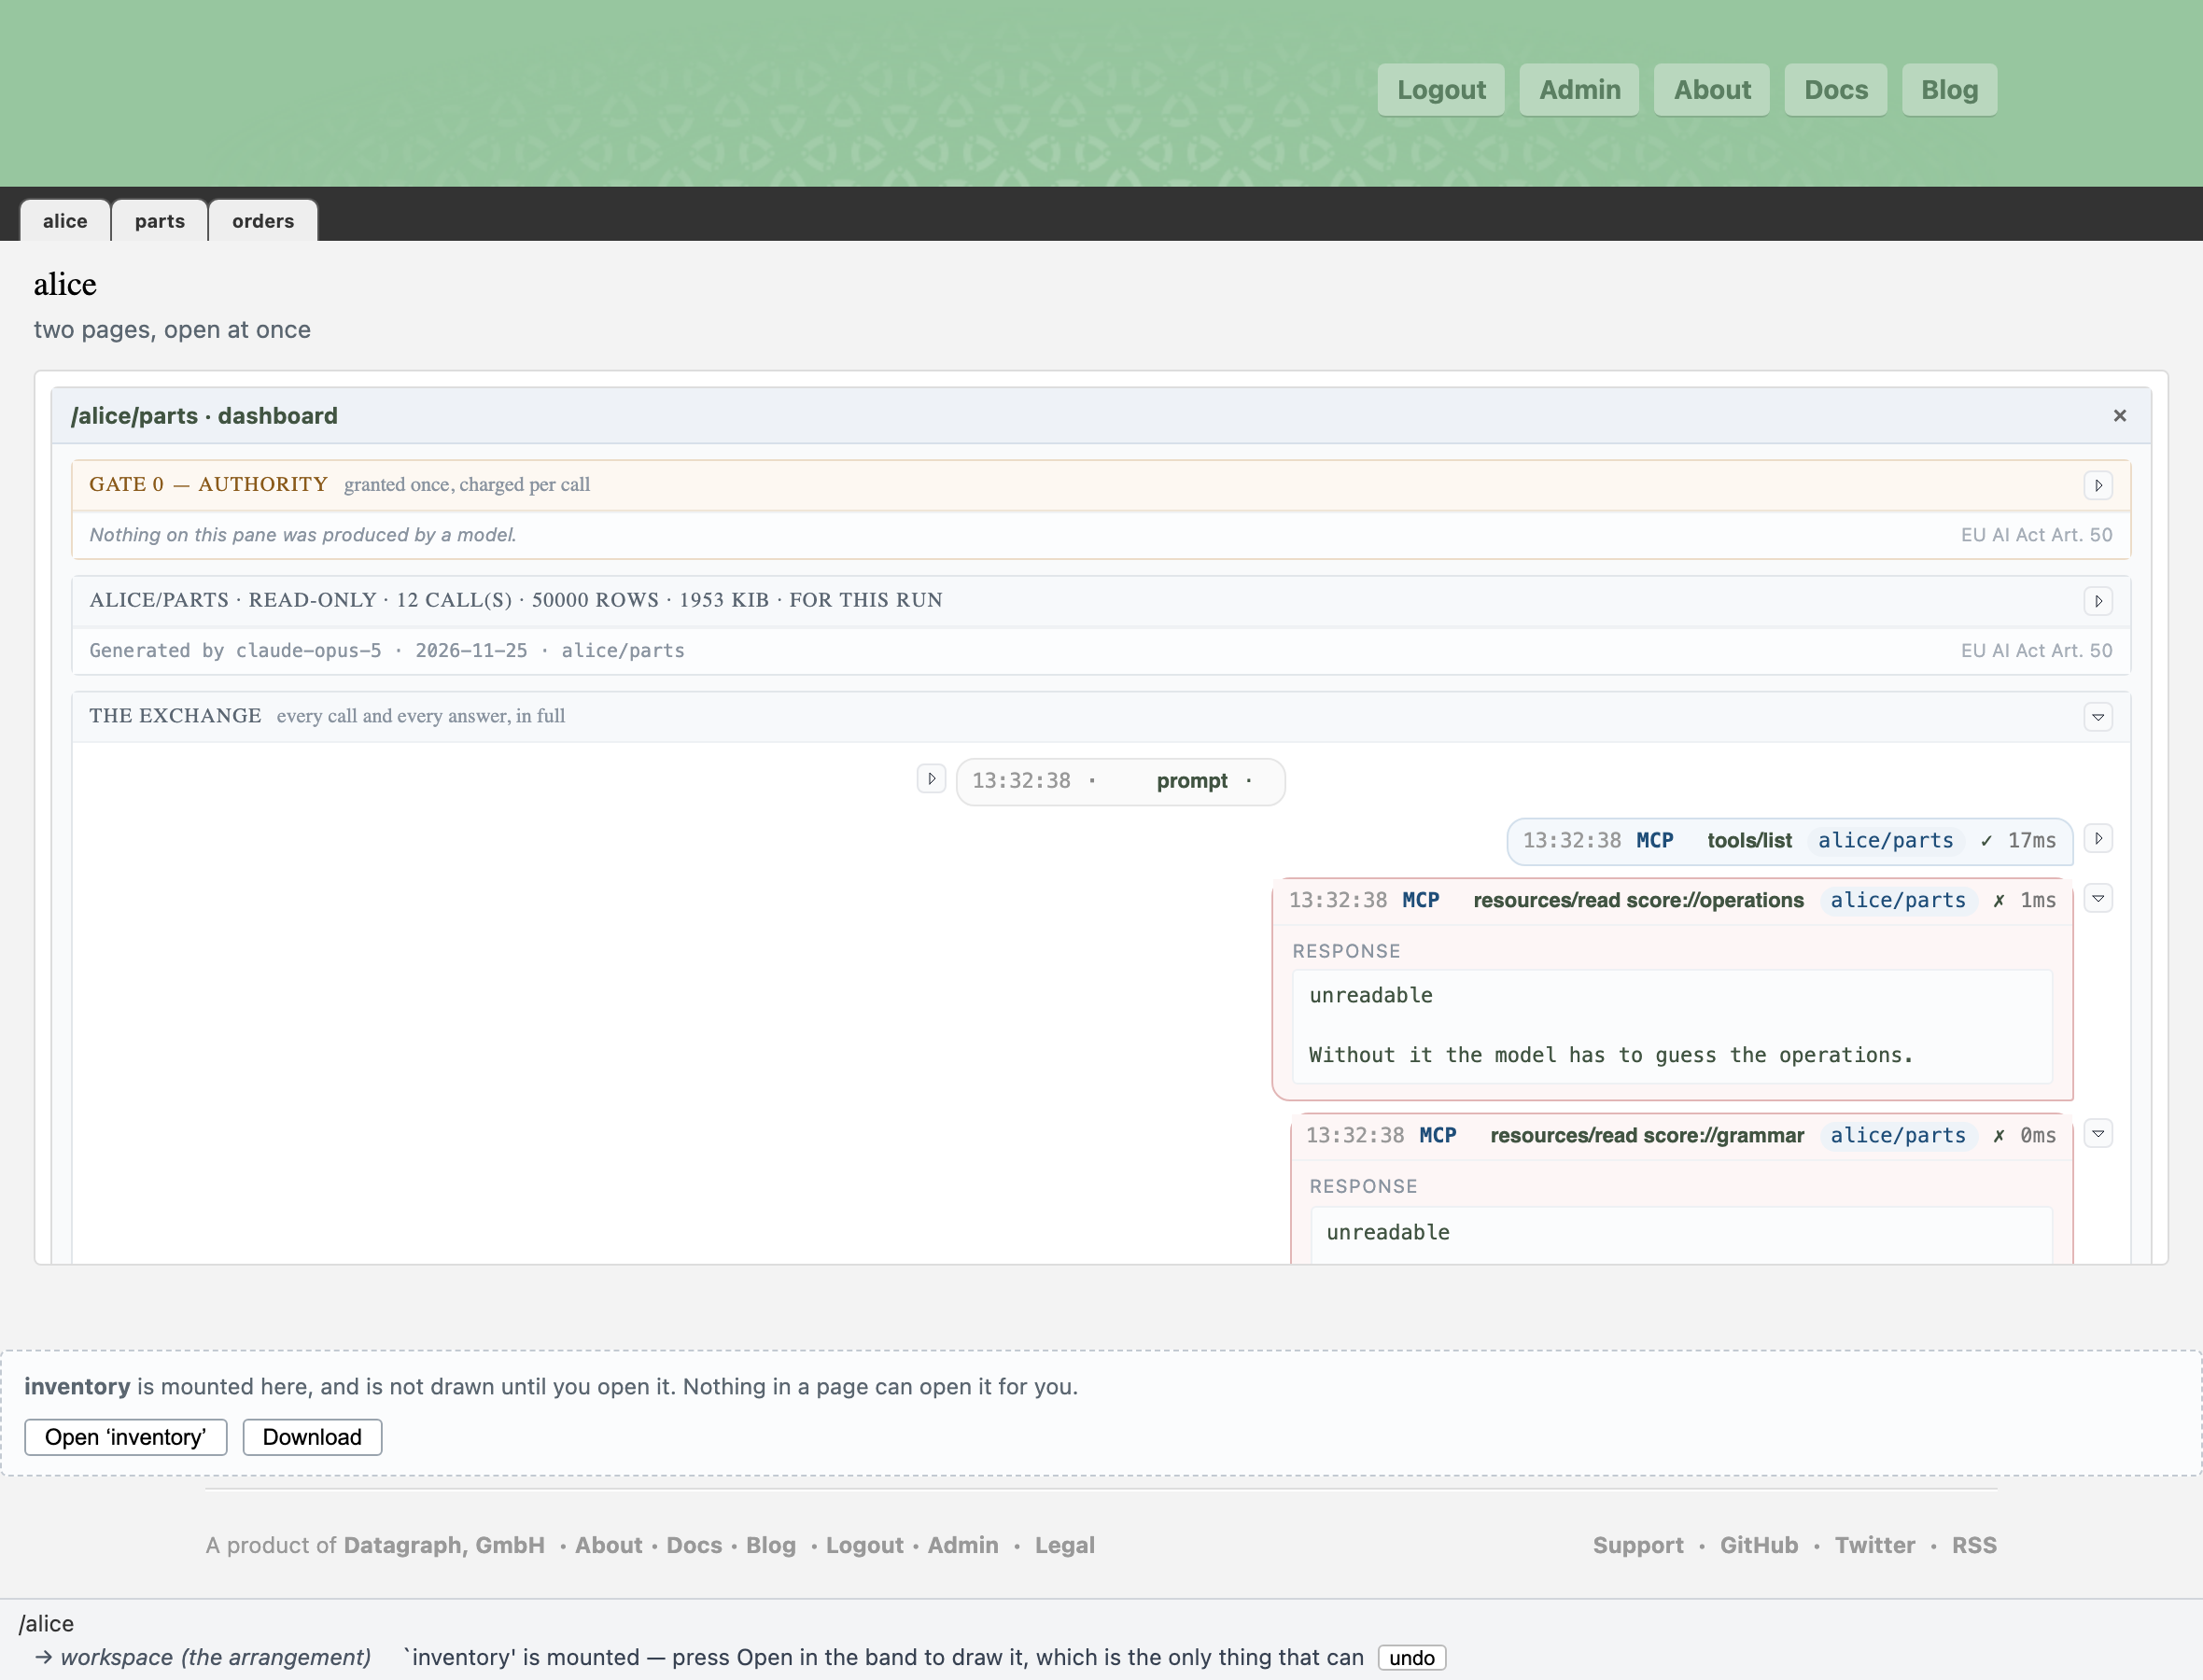 Logout Admin About Docs Blog
alice parts orders
alice
two pages, open at once
/alice/parts · dashboard ×
GATE 0 — AUTHORITY granted once, charged per call
Nothing on this pane was produced by a model. EU AI Act Art. 50
ALICE/PARTS · READ-ONLY · 12 CALL(S) · 50000 ROWS · 1953 KIB · FOR THIS RUN
Generated by claude-opus-5 · 2026-11-25 · alice/parts EU AI Act Art. 50
THE EXCHANGE every call and every answer, in full
13:32:38 · prompt ·
13:32:38 MCP tools/list alice/parts ✓ 17ms
13:32:38 MCP resources/read score://operations alice/parts ✗ 1ms
RESPONSE
unreadable
Without it the model has to guess the operations.
13:32:38 MCP resources/read score://grammar alice/parts ✗ 0ms
RESPONSE
unreadable
inventory is mounted here, and is not drawn until you open it. Nothing in a page can open it for you.
Open ‘inventory’ Download
A product of Datagraph, GmbH · About · Docs · Blog · Logout · Admin · Legal Support · GitHub · Twitter · RSS
/alice
→ workspace (the arrangement) `inventory' is mounted — press Open in the band to draw it, which is the only thing that can undo